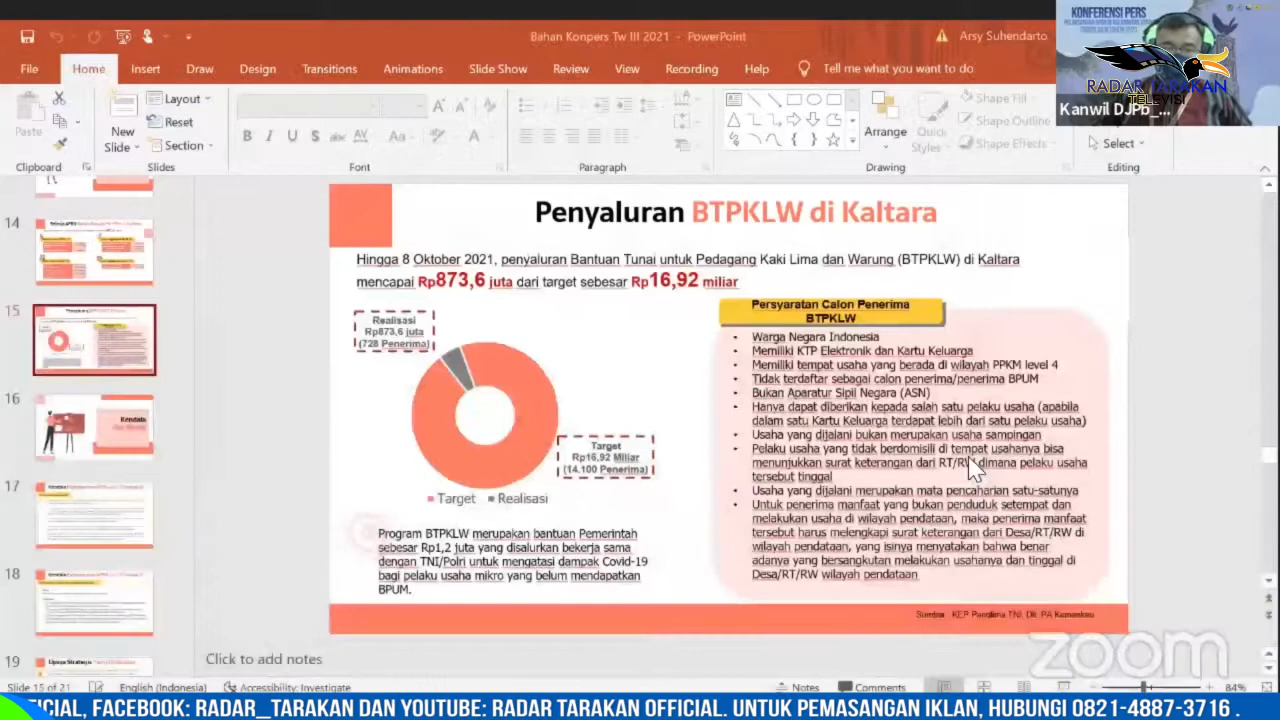 Bahan Konpers Tw III 2021 - PowerPoint
Arsy Suhendarto
KONFERENSI PERS
RADAR TARAKAN
TELEVISI
Kanwil DJPb_...
File Home Insert Draw Design Transitions Animations Slide Show Review View Recording Help Tell me what you want to do
Paste
New
Slide
Layout
Reset
Section
Arrange
Quick
Styles
Shape Fill
Shape Outline
Shape Effects
Select
Clipboard Slides Font Paragraph Drawing Editing
14
15
16
17
18
19
Penyaluran BTPKLW di Kaltara
Hingga 8 Oktober 2021, penyaluran Bantuan Tunai untuk Pedagang Kaki Lima dan Warung (BTPKLW) di Kaltara
mencapai Rp873,6 juta dari target sebesar Rp16,92 miliar
Realisasi
Rp873,6 juta
(728 Penerima)
Target
Rp16,92 Miliar
(14.100 Penerima)
Target Realisasi
Program BTPKLW merupakan bantuan Pemerintah
sebesar Rp1,2 juta yang disalurkan bekerja sama
dengan TNI/Polri untuk mengatasi dampak Covid-19
bagi pelaku usaha mikro yang belum mendapatkan
BPUM.
Persyaratan Calon Penerima
BTPKLW
• Warga Negara Indonesia
• Memiliki KTP Elektronik dan Kartu Keluarga
• Memiliki tempat usaha yang berada di wilayah PPKM level 4
• Tidak terdaftar sebagai calon penerima/penerima BPUM
• Bukan Aparatur Sipil Negara (ASN)
• Hanya dapat diberikan kepada salah satu pelaku usaha (apabila
dalam satu Kartu Keluarga terdapat lebih dari satu pelaku usaha)
• Usaha yang dijalani bukan merupakan usaha sampingan
• Pelaku usaha yang tidak berdomisili di tempat usahanya bisa
menunjukkan surat keterangan dari RT/RW dimana pelaku usaha
tersebut tinggal
• Usaha yang dijalani merupakan mata pencaharian satu-satunya
• Untuk penerima manfaat yang bukan penduduk setempat dan
melakukan usaha di wilayah pendataan, maka penerima manfaat
tersebut harus melengkapi surat keterangan dari Desa/RT/RW di
wilayah pendataan, yang isinya menyatakan bahwa benar
adanya yang bersangkutan melakukan usahanya dan tinggal di
Desa/RT/RW wilayah pendataan
Sumber : KEP Panglima TNI, Dit. PA Kemenkeu
zoom
Click to add notes
Slide 15 of 21 English (Indonesia) Accessibility: Investigate Notes Comments 84%
ICIAL, FACEBOOK: RADAR_TARAKAN DAN YOUTUBE: RADAR TARAKAN OFFICIAL. UNTUK PEMASANGAN IKLAN, HUBUNGI 0821-4887-3716 .